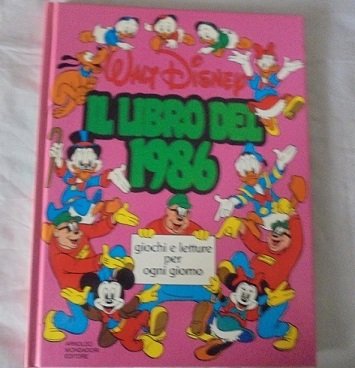 WALT DISNEY
IL LIBRO DEL
1986
giochi e letture
per
ogni giorno
ARNOLDO
MONDADORI
EDITORE